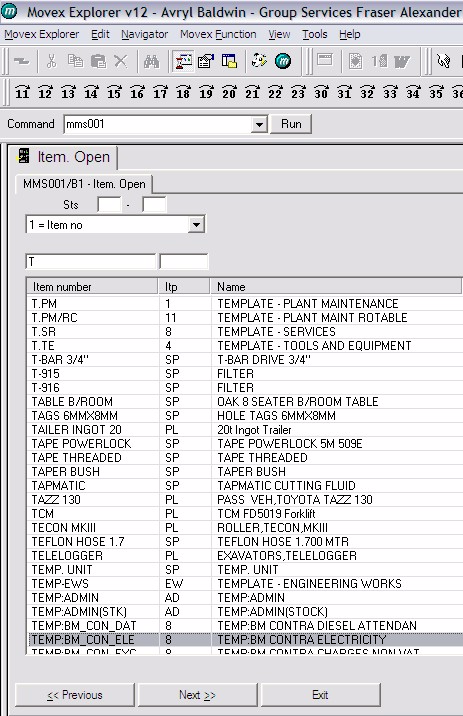 Movex Explorer v12 - Avryl Baldwin - Group Services Fraser Alexander
Movex Explorer Edit Navigator Movex Function View Tools Help
11 12 13 14 15 16 17 18 19 20 21 22 23 30 31 32 33 34 35 36
Command mms001 Run
Item. Open
MMS001/B1 - Item. Open
Sts -
1 = Item no
T
Item number Itp Name
T.PM 1 TEMPLATE - PLANT MAINTENANCE
T.PM/RC 11 TEMPLATE - PLANT MAINT ROTABLE
T.SR 8 TEMPLATE - SERVICES
T.TE 4 TEMPLATE - TOOLS AND EQUIPMENT
T-BAR 3/4" SP T-BAR DRIVE 3/4"
T-915 SP FILTER
T-916 SP FILTER
TABLE B/ROOM SP OAK 8 SEATER B/ROOM TABLE
TAGS 6MMX8MM SP HOLE TAGS 6MMX8MM
TAILER INGOT 20 PL 20t Ingot Trailer
TAPE POWERLOCK SP TAPE POWERLOCK 5M 509E
TAPE THREADED SP TAPE THREADED
TAPER BUSH SP TAPER BUSH
TAPMATIC SP TAPMATIC CUTTING FLUID
TAZZ 130 PL PASS VEH,TOYOTA TAZZ 130
TCM PL TCM FD5019 Forklift
TECON MKIII PL ROLLER,TECON,MKIII
TEFLON HOSE 1.7 SP TEFLON HOSE 1.700 MTR
TELELOGGER PL EXAVATORS,TELELOGGER
TEMP. UNIT SP TEMP. UNIT
TEMP-EWS EW TEMPLATE - ENGINEERING WORKS
TEMP:ADMIN AD TEMP:ADMIN
TEMP:ADMIN(STK) AD TEMP:ADMIN(STOCK)
TEMP:BM_CON_DAT 8 TEMP:BM CONTRA DIESEL ATTENDAN
TEMP:BM_CON_ELE 8 TEMP:BM CONTRA ELECTRICITY
TEMP:BM_CON_EXC 8 TEMP:BM CONTRA CHARGES NON VAT
<< Previous Next >> Exit